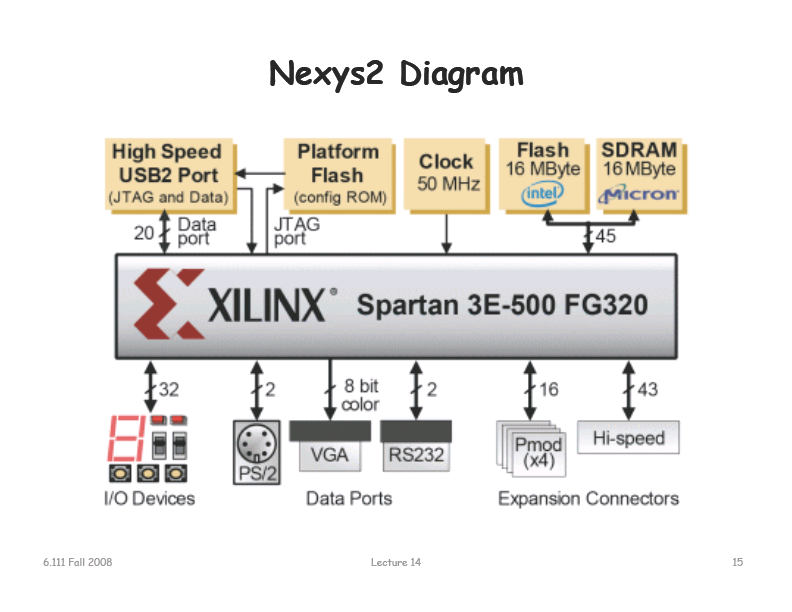 Nexys2 Diagram
High Speed
USB2 Port
(JTAG and Data)
Platform
Flash
(config ROM)
Clock
50 MHz
Flash
16 MByte
intel
SDRAM
16 MByte
Micron
20
Data
port
JTAG
port
45
XILINX® Spartan 3E-500 FG320
32
2
8 bit
color
2
16
43
PS/2
VGA
RS232
Pmod
(x4)
Hi-speed
I/O Devices
Data Ports
Expansion Connectors
6.111 Fall 2008
Lecture 14
15